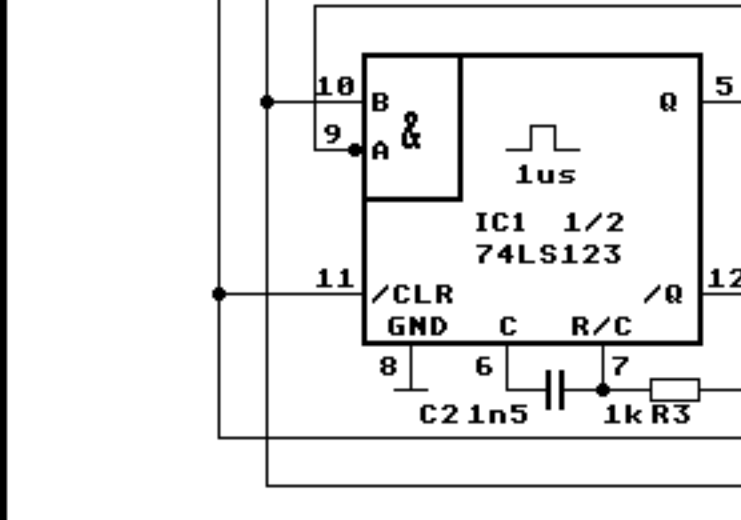 10 B Q 5
&
9 A
1us
IC1 1/2
74LS123
11 /CLR /Q 12
GND C R/C
8 6 7
C2 1n5 1k R3